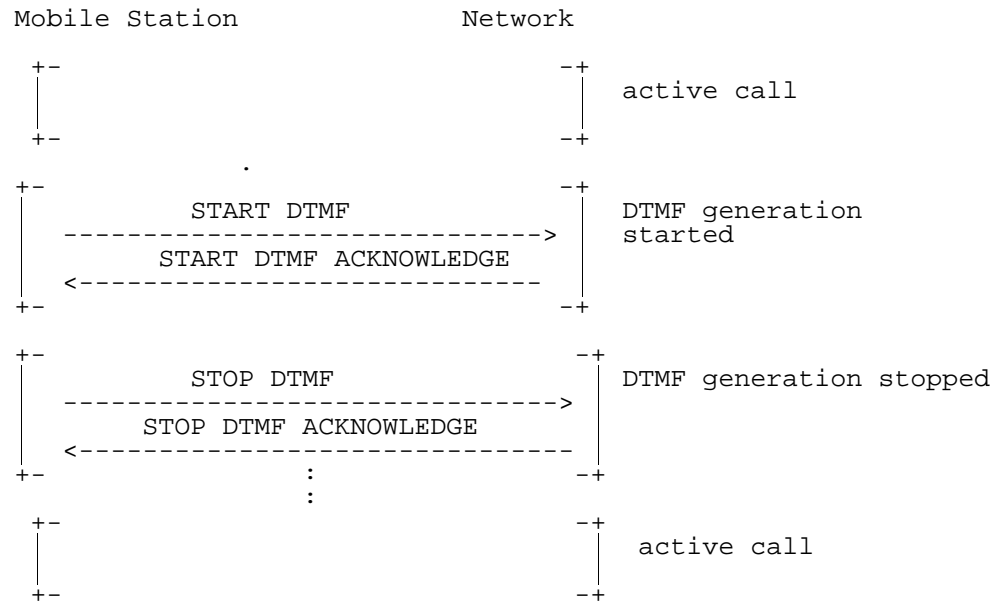 Mobile Station Network
+- -+
active call
+- -+
.
+- -+
START DTMF DTMF generation
-------------------------------> started
START DTMF ACKNOWLEDGE
<-----------------------------
+- -+
+- -+
STOP DTMF DTMF generation stopped
-------------------------------->
STOP DTMF ACKNOWLEDGE
<-------------------------------
+- : -+
:
+- -+
active call
+- -+